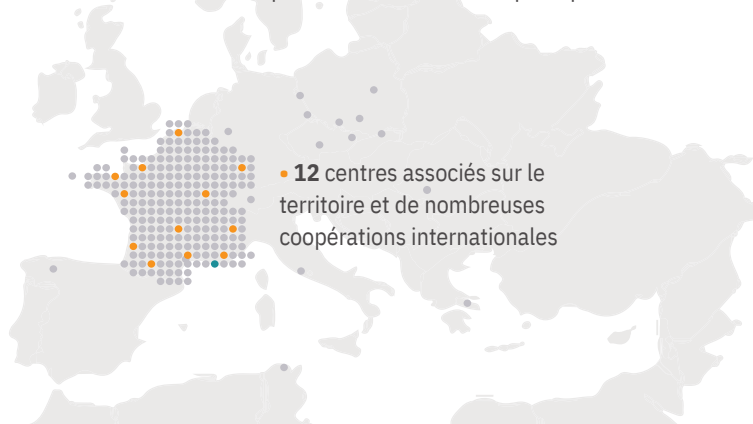 • 12 centres associés sur le
territoire et de nombreuses
coopérations internationales